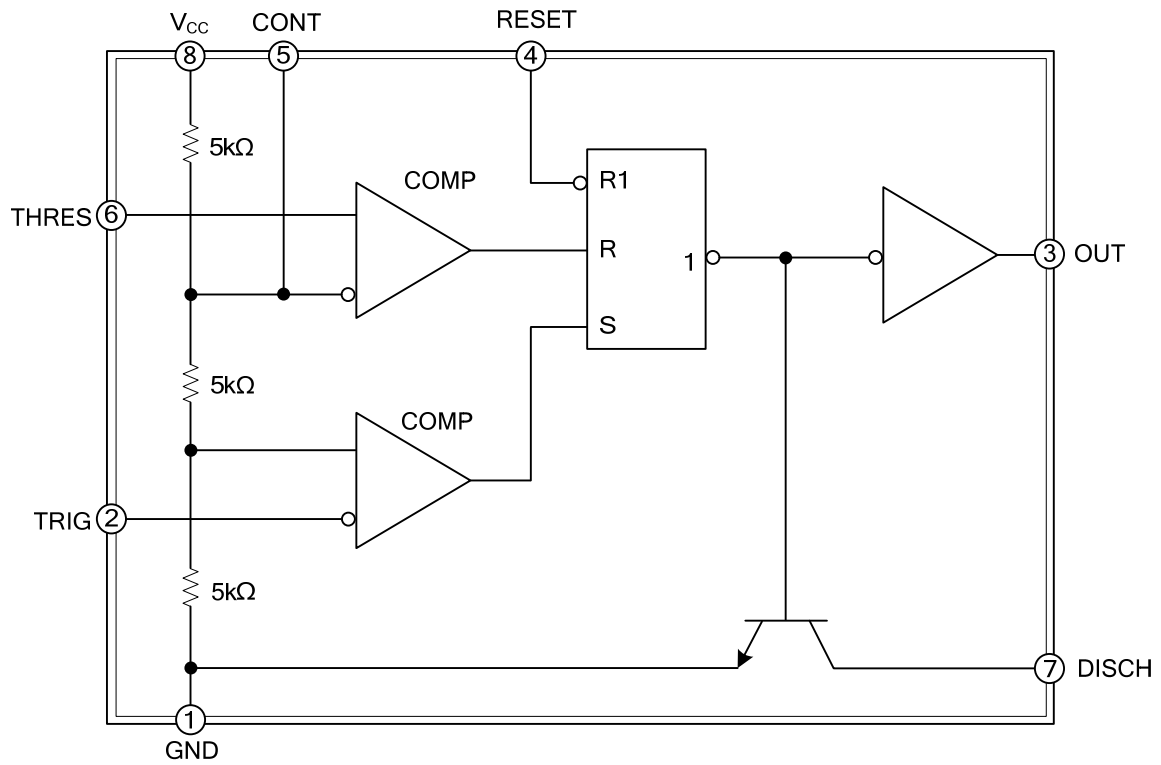 VCC
CONT
RESET
8
5
4
5kΩ
COMP
R1
THRES
6
R
1
3
OUT
S
5kΩ
COMP
TRIG
2
5kΩ
7
DISCH
1
GND